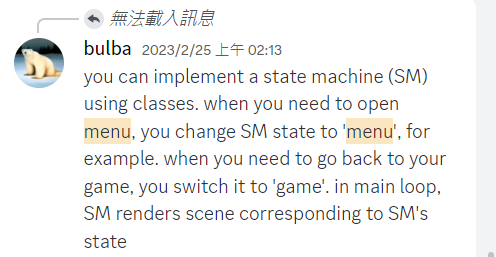 無法載入訊息
bulba 2023/2/25 上午 02:13
you can implement a state machine (SM)
using classes. when you need to open
menu, you change SM state to 'menu', for
example. when you need to go back to your
game, you switch it to 'game'. in main loop,
SM renders scene corresponding to SM's
state